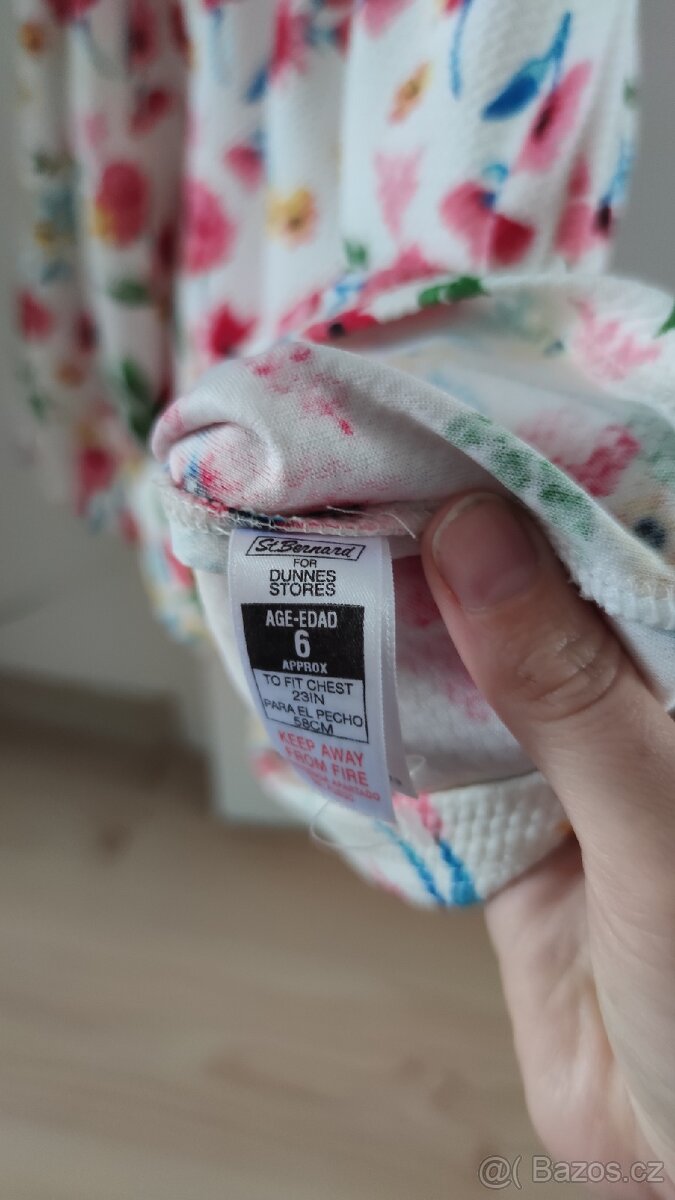 St.Bernard
FOR
DUNNES
STORES
AGE-EDAD
6
APPROX
TO FIT CHEST
23IN
PARA EL PECHO
58CM
KEEP AWAY
FROM FIRE
APARTADO
@( Bazos.cz